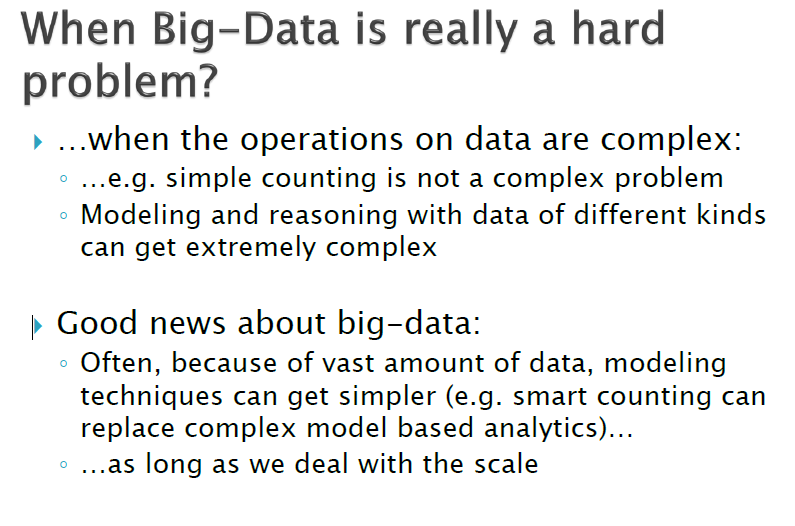 When Big-Data is really a hard
problem?
…when the operations on data are complex:
…e.g. simple counting is not a complex problem
Modeling and reasoning with data of different kinds
can get extremely complex
Good news about big-data:
Often, because of vast amount of data, modeling
techniques can get simpler (e.g. smart counting can
replace complex model based analytics)…
…as long as we deal with the scale